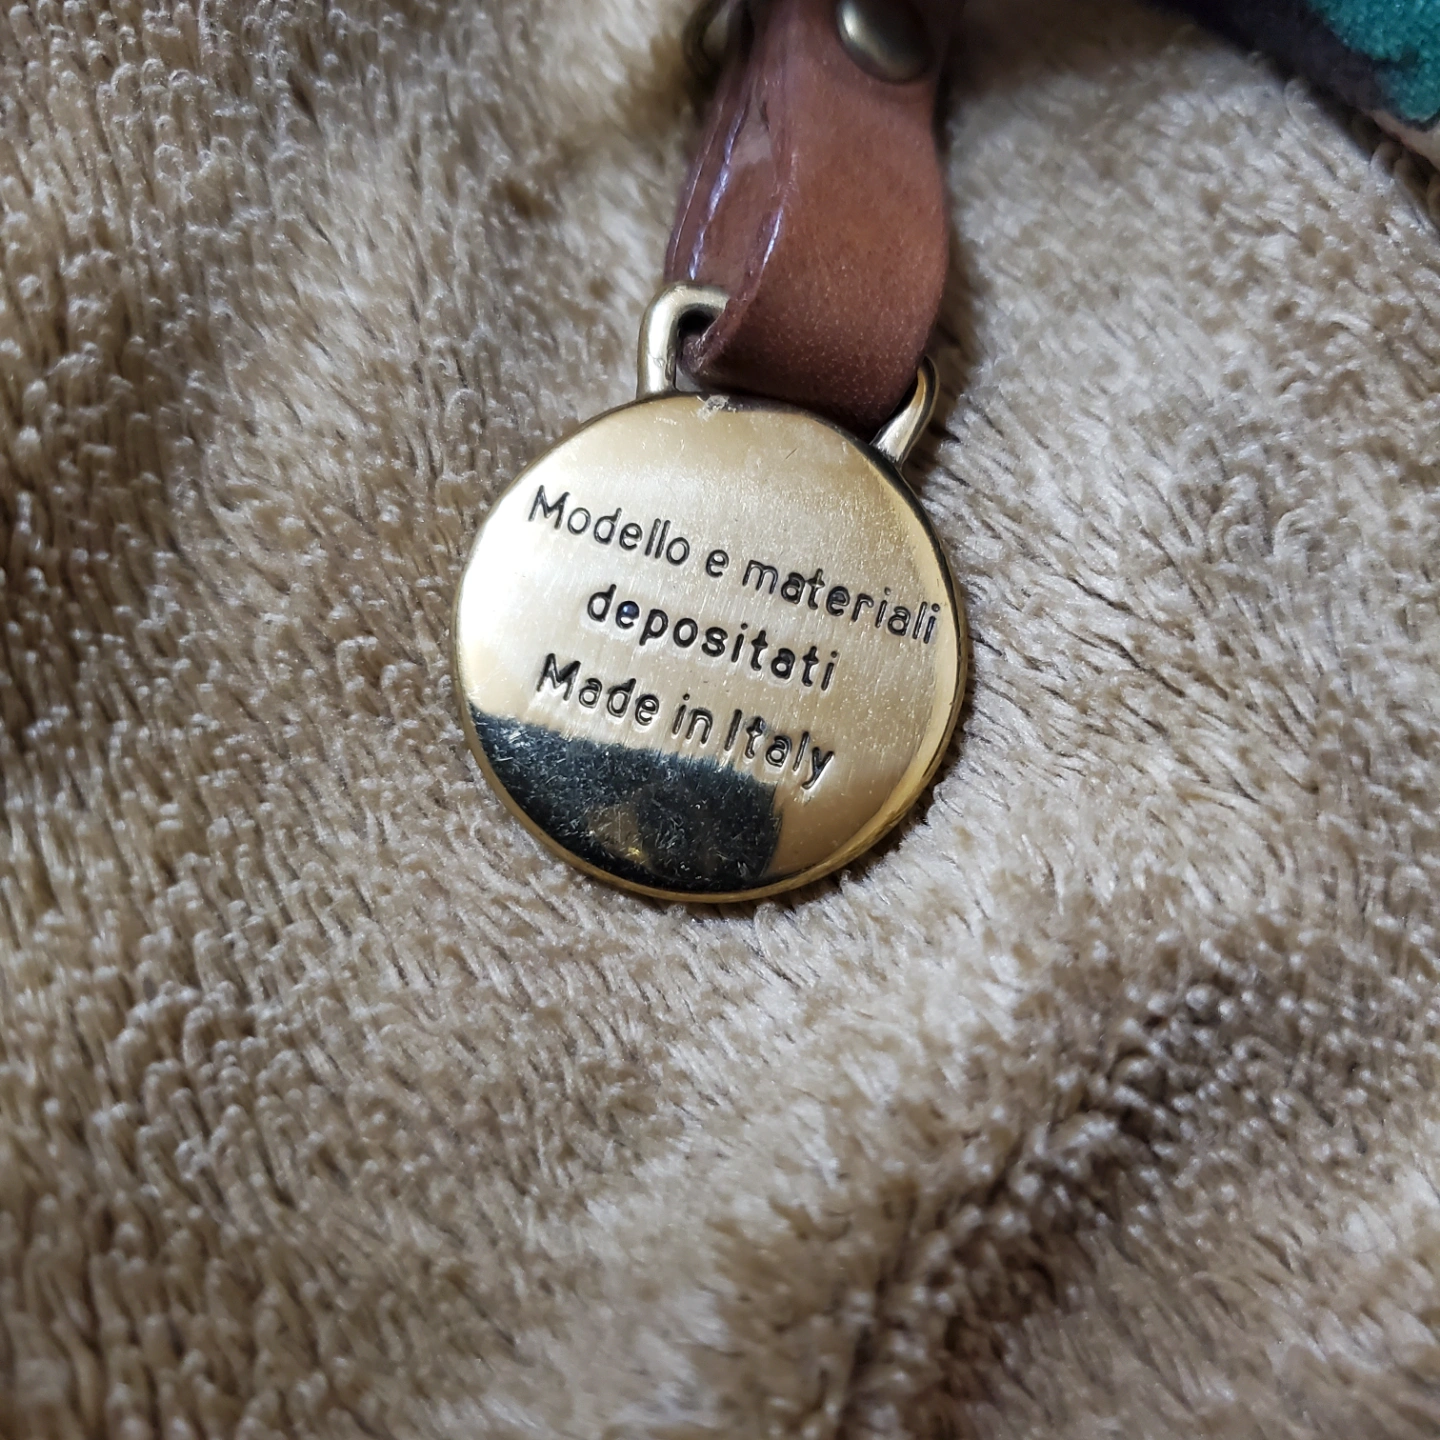 Modello e materiali
depositati
Made in Italy